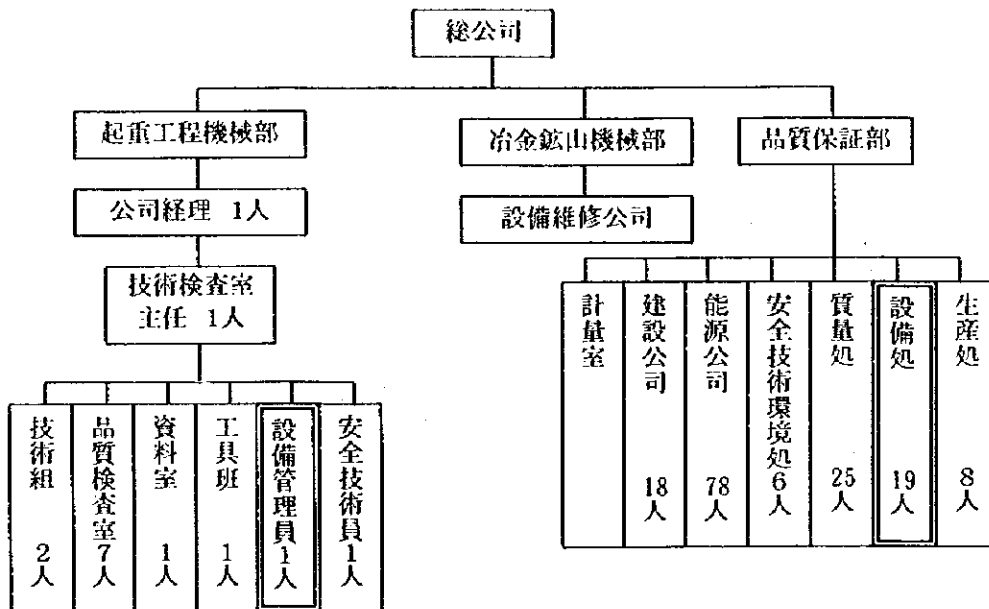 総公司
起重工程機械部
冶金鉱山機械部
品質保証部
公司経理 1人
設備維修公司
技術検査室
主任 1人
技術組 2人
品質検査室7人
資料室 1人
工具班 1人
設備管理員1人
安全技術員1人
計量室
建設公司 18人
能源公司 78人
安全技術環境処6人
質量処 25人
設備処 19人
生産処 8人